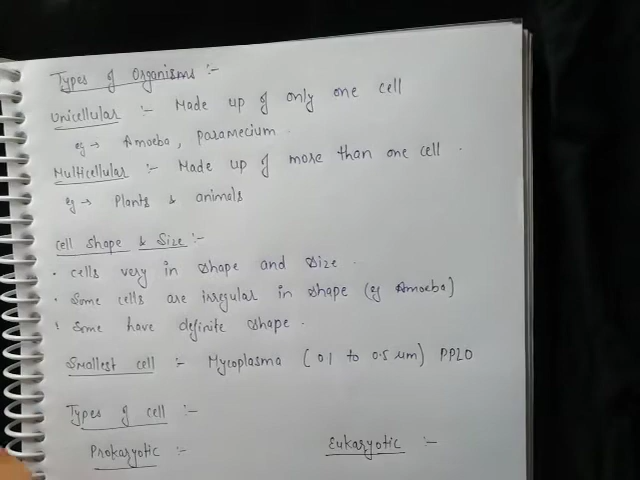 Types of Organisms :-
Unicellular :- Made up of only one cell
eg → Amoeba, paramecium.
Multicellular :- Made up of more than one cell.
eg → Plants & animals
Cell Shape & Size :-
• Cells very in shape and size.
• Some cells are irregular in shape (eg Amoeba)
• Some have definite shape.
Smallest cell :- Mycoplasma (0.1 to 0.5 µm) PPLO
Types of cell :-
Prokaryotic :- Eukaryotic :-